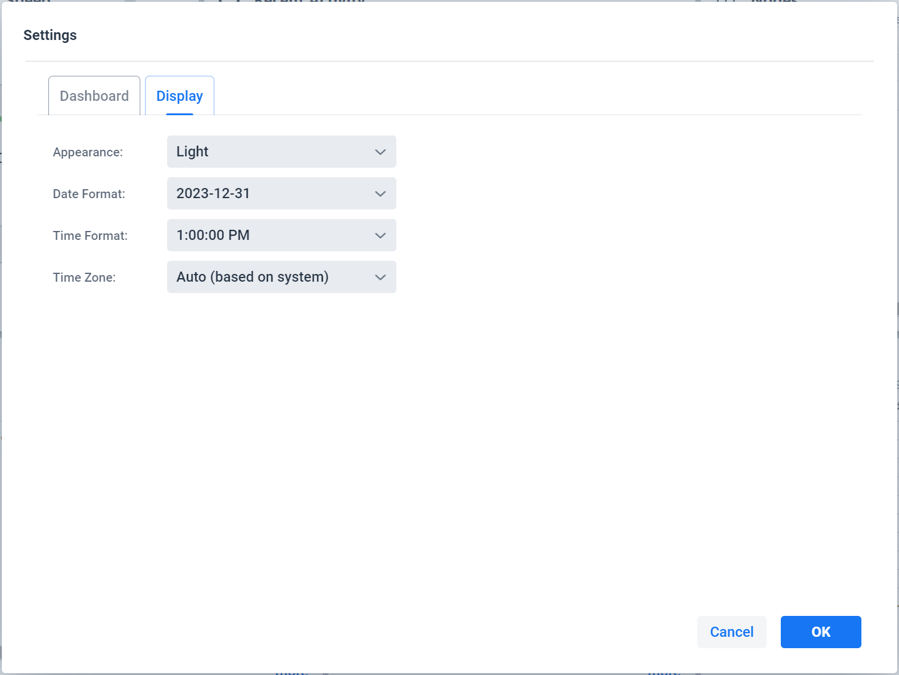 Settings
Dashboard
Display
Appearance: Light
Date Format: 2023-12-31
Time Format: 1:00:00 PM
Time Zone: Auto (based on system)
Cancel
OK